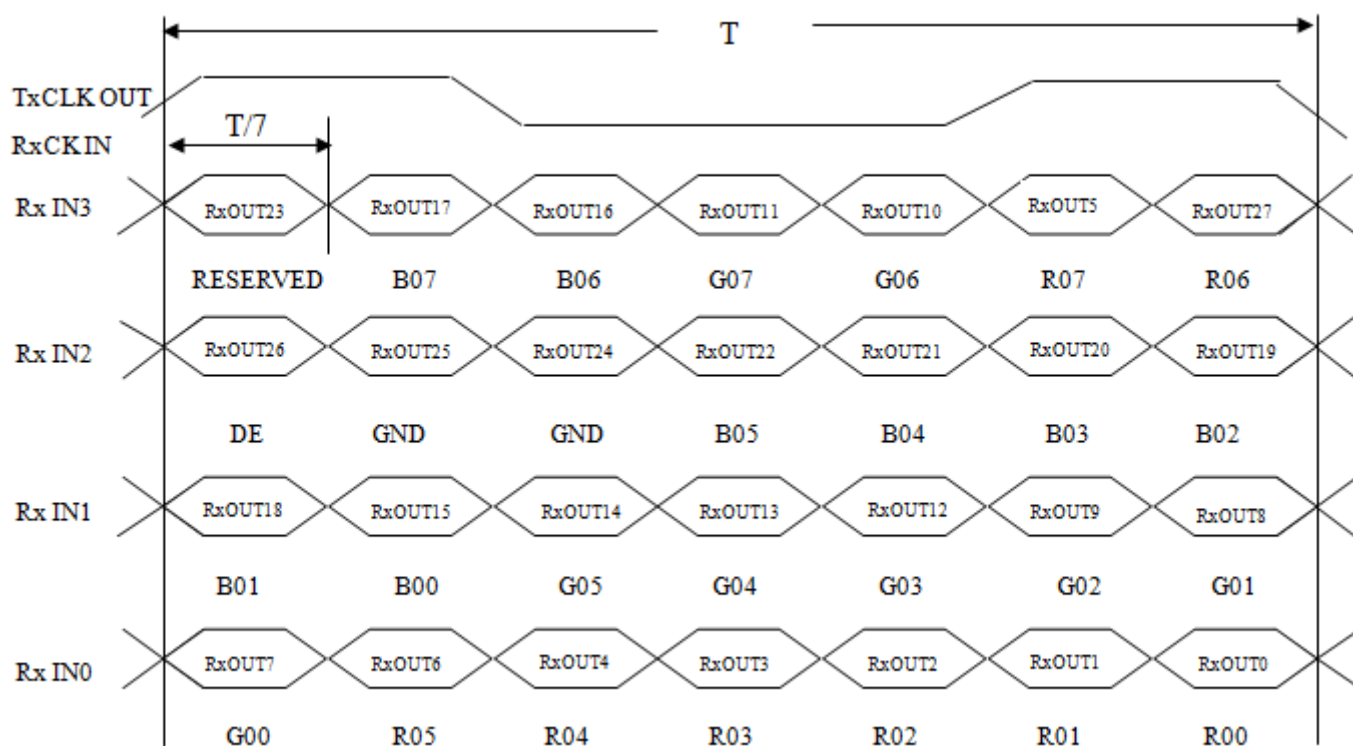 T
TxCLK OUT
T/7
RxCK IN
Rx IN3 RxOUT23 RxOUT17 RxOUT16 RxOUT11 RxOUT10 RxOUT5 RxOUT27
RESERVED B07 B06 G07 G06 R07 R06
Rx IN2 RxOUT26 RxOUT25 RxOUT24 RxOUT22 RxOUT21 RxOUT20 RxOUT19
DE GND GND B05 B04 B03 B02
Rx IN1 RxOUT18 RxOUT15 RxOUT14 RxOUT13 RxOUT12 RxOUT9 RxOUT8
B01 B00 G05 G04 G03 G02 G01
Rx IN0 RxOUT7 RxOUT6 RxOUT4 RxOUT3 RxOUT2 RxOUT1 RxOUT0
G00 R05 R04 R03 R02 R01 R00